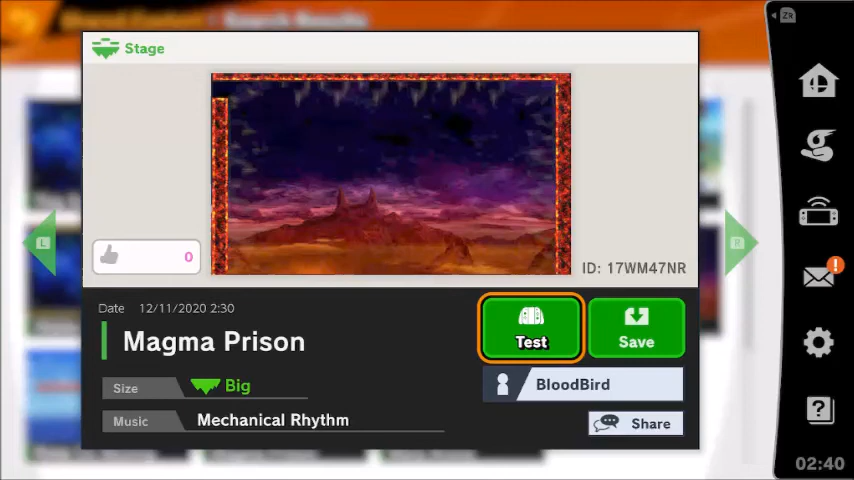 ZR
Stage
L
R
0
ID: 17WM47NR
Date 12/11/2020 2:30
Magma Prison
Test
Save
Size Big
BloodBird
Music Mechanical Rhythm
Share
02:40